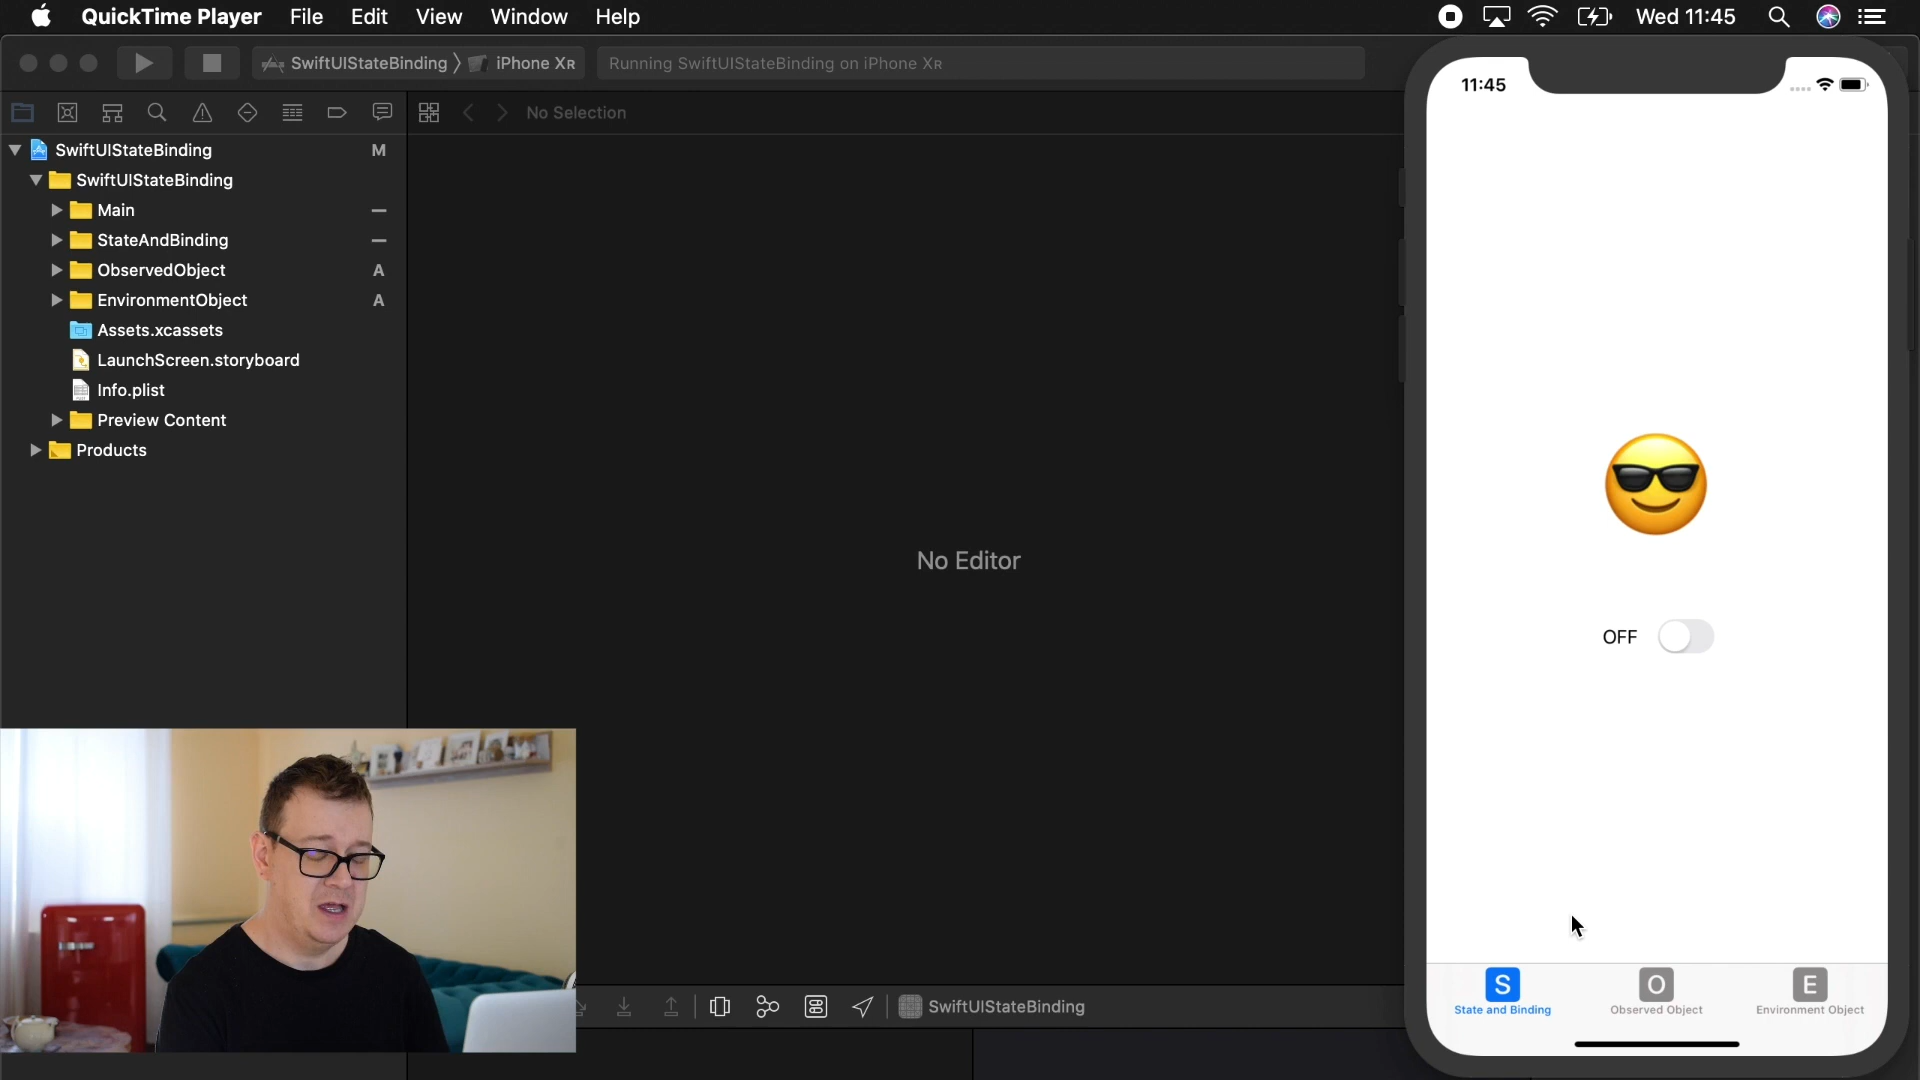 QuickTime Player File Edit View Window Help Wed 11:45
SwiftUIStateBinding 〉 iPhone Xʀ Running SwiftUIStateBinding on iPhone Xʀ
No Selection
SwiftUIStateBinding M
SwiftUIStateBinding
Main
StateAndBinding
ObservedObject A
EnvironmentObject A
Assets.xcassets
LaunchScreen.storyboard
Info.plist
Preview Content
Products
No Editor
SwiftUIStateBinding
11:45
OFF
S O E
State and Binding Observed Object Environment Object